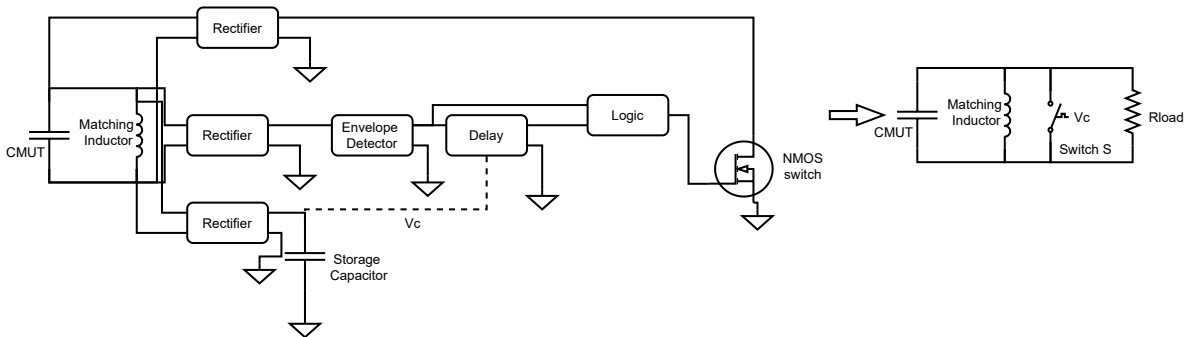 Rectifier
CMUT
Matching
Inductor
Rectifier
Envelope
Detector
Delay
Logic
NMOS
switch
Rectifier
Vc
Storage
Capacitor
CMUT
Matching
Inductor
Vc
Switch S
Rload